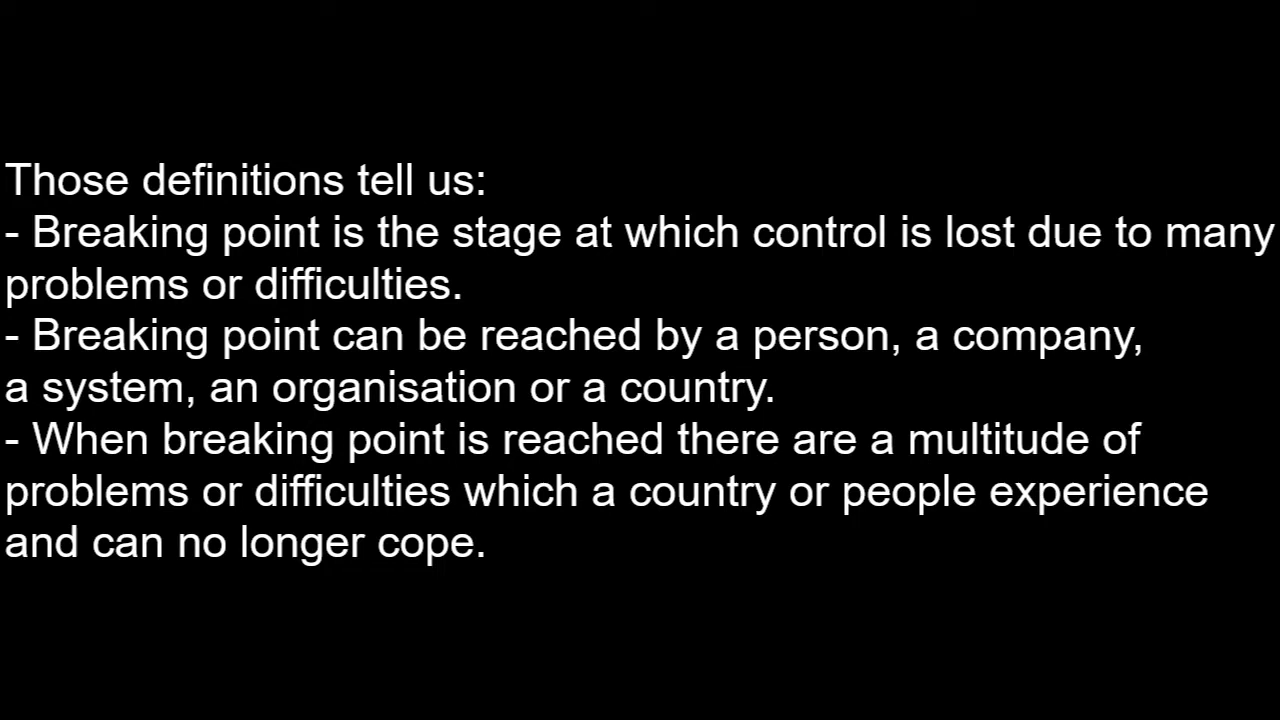 Those definitions tell us:
- Breaking point is the stage at which control is lost due to many
problems or difficulties.
- Breaking point can be reached by a person, a company,
a system, an organisation or a country.
- When breaking point is reached there are a multitude of
problems or difficulties which a country or people experience
and can no longer cope.